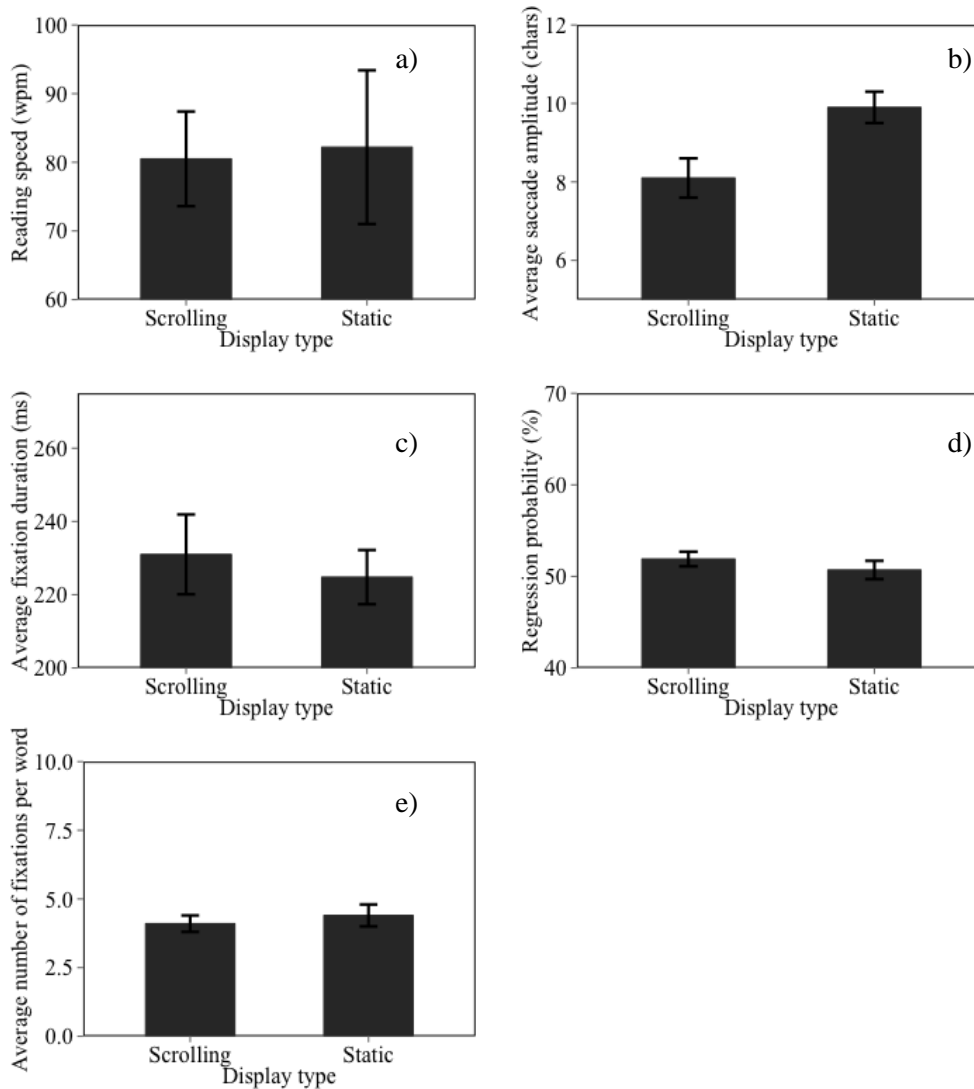 a)
Reading speed (wpm)
100
90
80
70
60
Scrolling
Static
Display type
b)
Average saccade amplitude (chars)
12
10
8
6
Scrolling
Static
Display type
c)
Average fixation duration (ms)
260
240
220
200
Scrolling
Static
Display type
d)
Regression probability (%)
70
60
50
40
Scrolling
Static
Display type
e)
Average number of fixations per word
10.0
7.5
5.0
2.5
0.0
Scrolling
Static
Display type